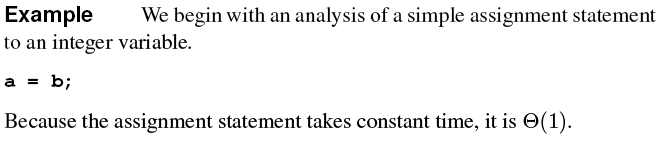 Example We begin with an analysis of a simple assignment statement
to an integer variable.
a = b;
Because the assignment statement takes constant time, it is Θ(1).